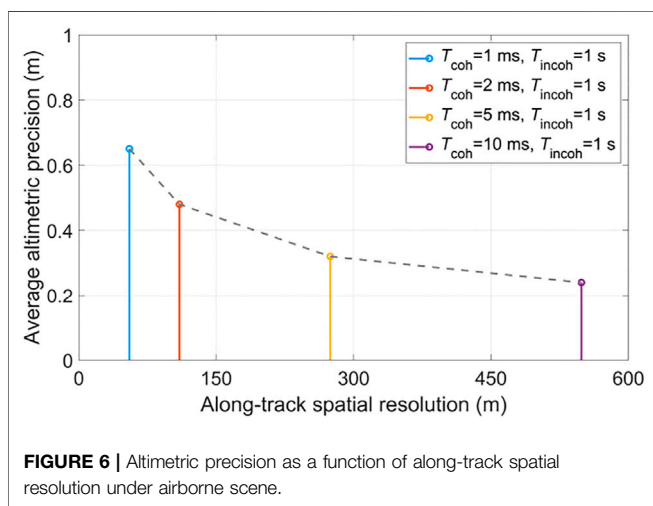 1
0.8
0.6
0.4
0.2
0
Average altimetric precision (m)
T_coh=1 ms, T_incoh=1 s
T_coh=2 ms, T_incoh=1 s
T_coh=5 ms, T_incoh=1 s
T_coh=10 ms, T_incoh=1 s
0 150 300 450 600
Along-track spatial resolution (m)
FIGURE 6 | Altimetric precision as a function of along-track spatial
resolution under airborne scene.